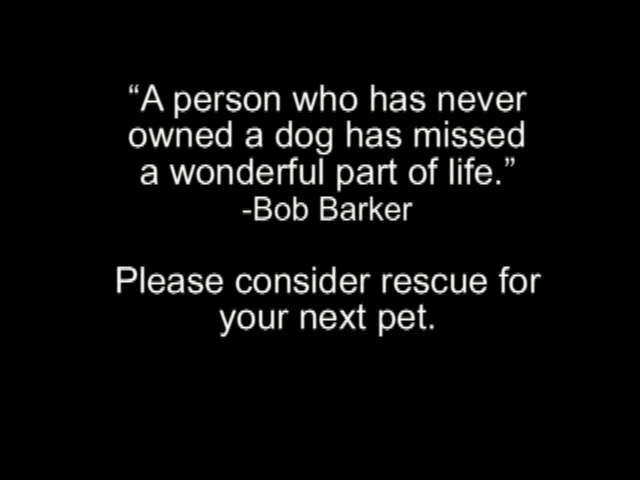 “A person who has never
owned a dog has missed
a wonderful part of life.”
-Bob Barker
Please consider rescue for
your next pet.